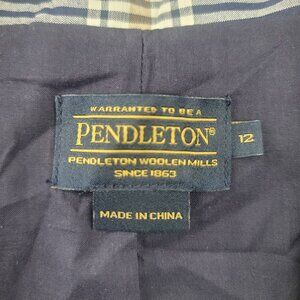 WARRANTED TO BE A
PENDLETON®
12
PENDLETON WOOLEN MILLS
SINCE 1863
MADE IN CHINA